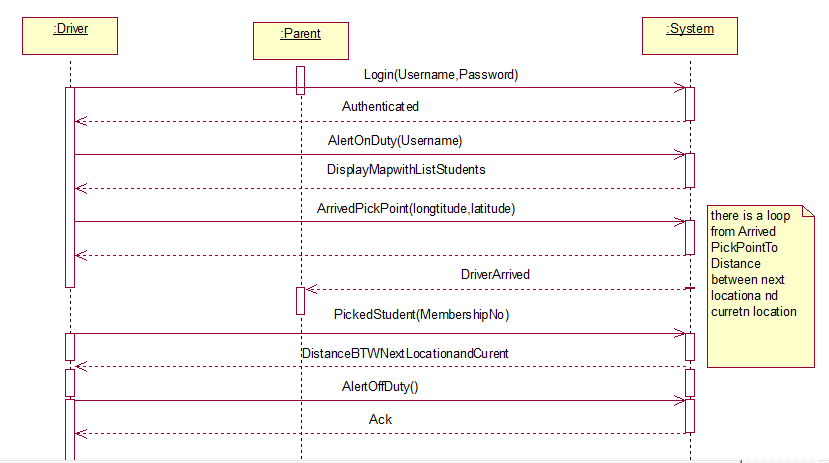 :Driver
:Parent
:System
Login(Username,Password)
Authenticated
AlertOnDuty(Username)
DisplayMapwithListStudents
ArrivedPickPoint(longtitude,latitude)
there is a loop
from Arrived
PickPointTo
Distance
between next
locationa nd
curretn location
DriverArrived
PickedStudent(MembershipNo)
DistanceBTWNextLocationandCurent
AlertOffDuty()
Ack